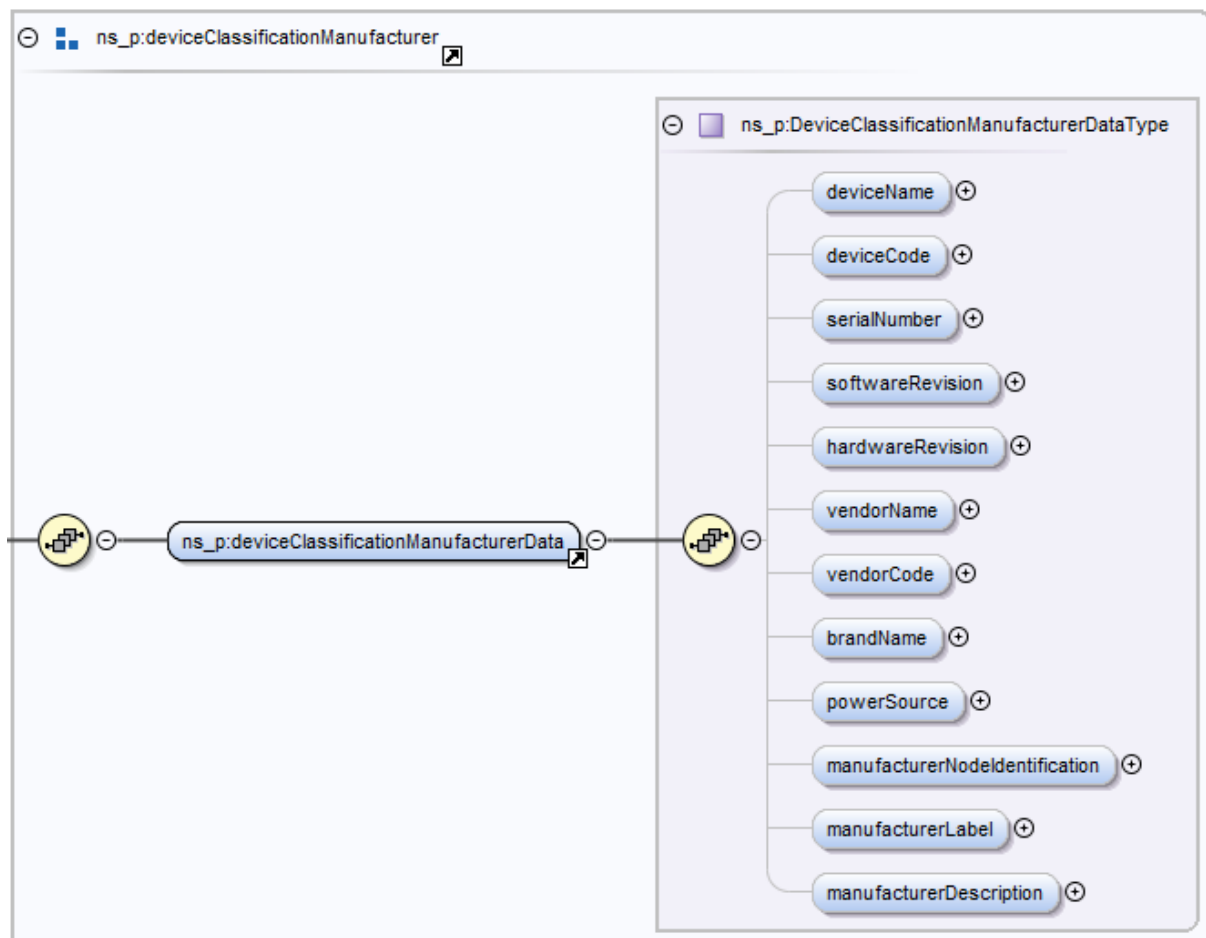 ns_p:deviceClassificationManufacturer
ns_p:DeviceClassificationManufacturerDataType
deviceName
deviceCode
serialNumber
softwareRevision
hardwareRevision
vendorName
ns_p:deviceClassificationManufacturerData
vendorCode
brandName
powerSource
manufacturerNodeIdentification
manufacturerLabel
manufacturerDescription